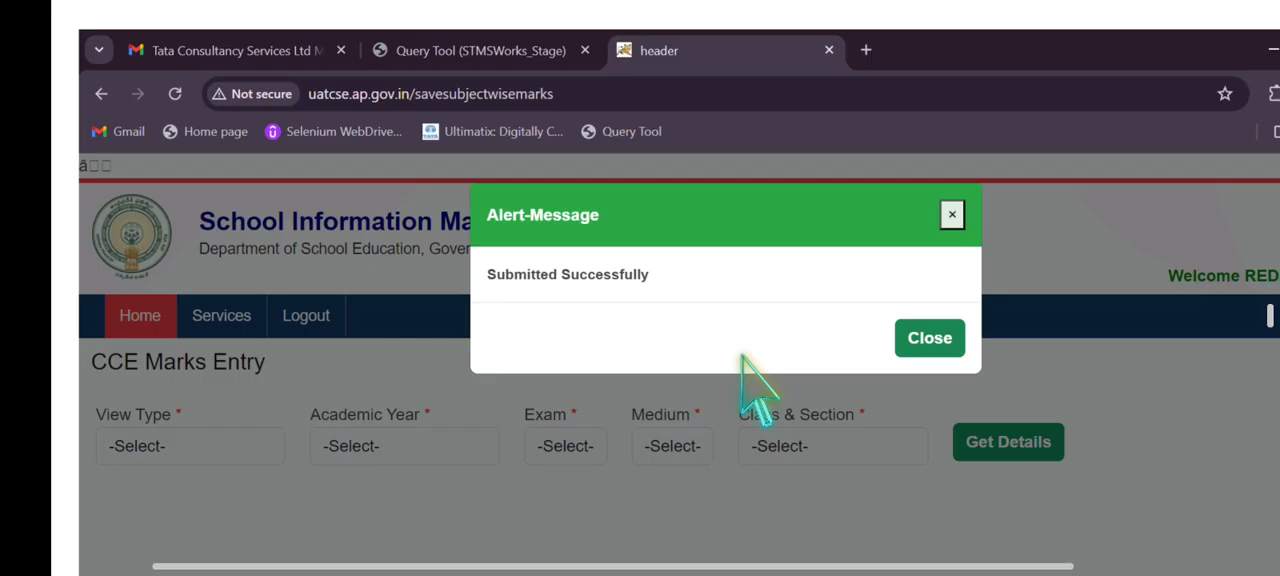 Tata Consultancy Services Ltd M
Query Tool (STMSWorks_Stage)
header
Not secure
uatcse.ap.gov.in/savesubjectwisemarks
Gmail
Home page
Selenium WebDrive...
Ultimatix: Digitally C...
Query Tool
School Information Ma
Department of School Education, Gover
Alert-Message
×
Submitted Successfully
Welcome RED
Close
Home
Services
Logout
CCE Marks Entry
View Type *
Academic Year *
Exam *
Medium *
Class & Section *
-Select-
-Select-
-Select-
-Select-
-Select-
Get Details